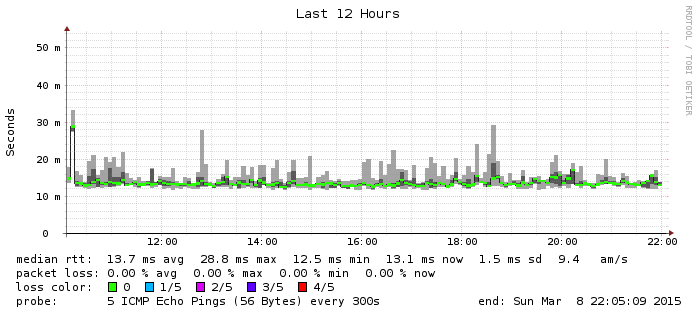 Last 12 Hours
RRDTOOL / TOBI OETIKER
Seconds
50 m
40 m
30 m
20 m
10 m
0
12:00 14:00 16:00 18:00 20:00 22:00
median rtt: 13.7 ms avg 28.8 ms max 12.5 ms min 13.1 ms now 1.5 ms sd 9.4 am/s
packet loss: 0.00 % avg 0.00 % max 0.00 % min 0.00 % now
loss color: 0 1/5 2/5 3/5 4/5
probe: 5 ICMP Echo Pings (56 Bytes) every 300s end: Sun Mar 8 22:05:09 2015